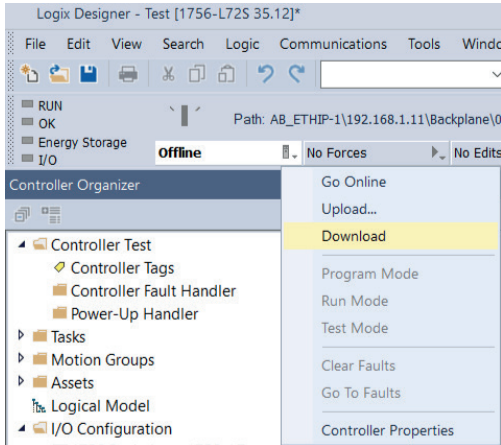 Logix Designer - Test [1756-L72S 35.12]*
File Edit View Search Logic Communications Tools
RUN
OK
Energy Storage
I/O
Path: AB_ETHIP-1\192.168.1.11\Backplane\0
Offline No Forces No Edits
Controller Organizer
Controller Test
Controller Tags
Controller Fault Handler
Power-Up Handler
Tasks
Motion Groups
Assets
Logical Model
I/O Configuration
Go Online
Upload...
Download
Program Mode
Run Mode
Test Mode
Clear Faults
Go To Faults
Controller Properties